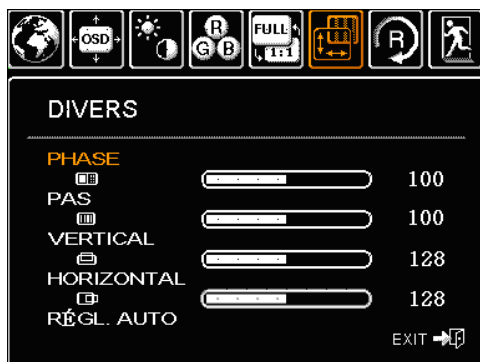 OSD R G B FULL 1:1 R
DIVERS
PHASE
100
PAS
100
VERTICAL
128
HORIZONTAL
128
RÉGL. AUTO
EXIT